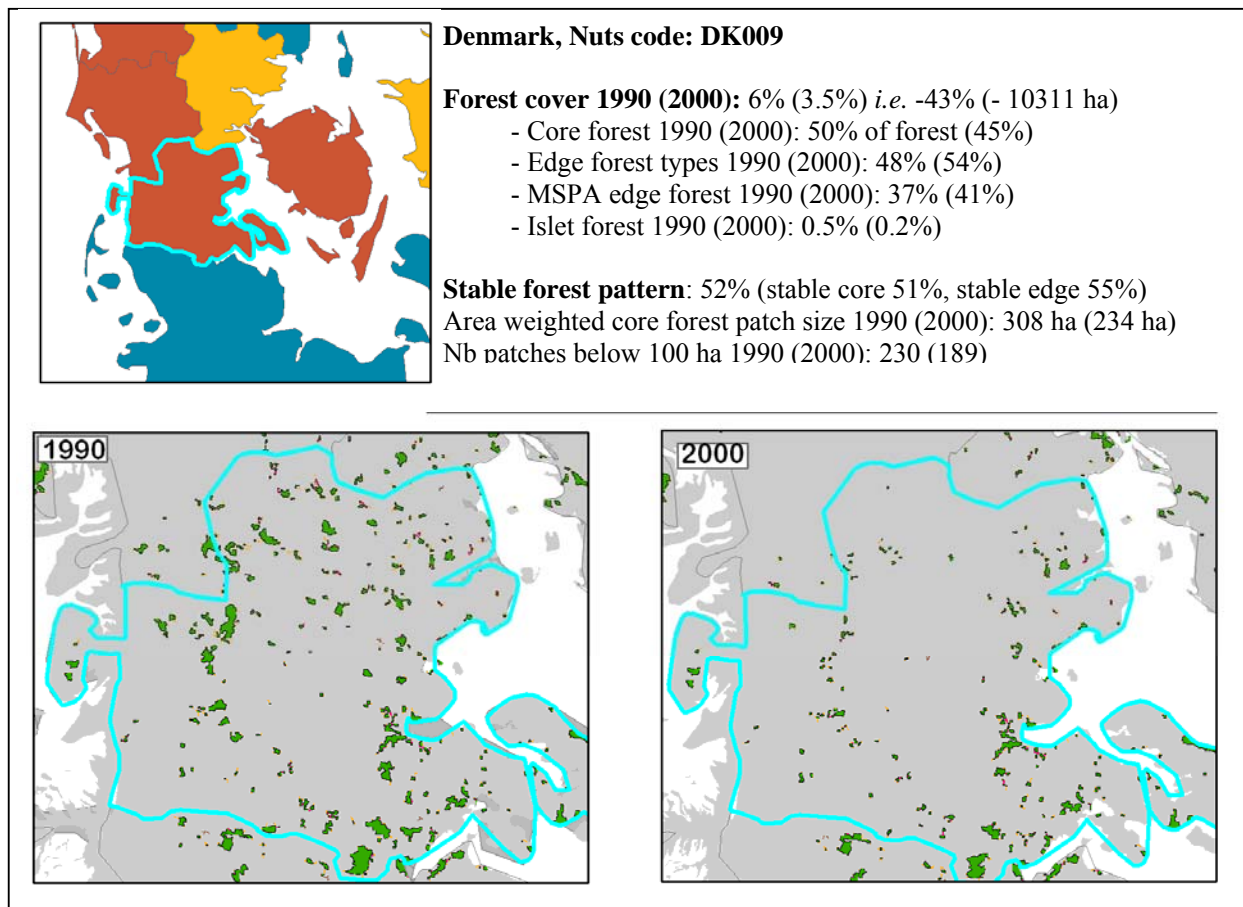 Denmark, Nuts code: DK009
Forest cover 1990 (2000): 6% (3.5%) i.e. -43% (- 10311 ha)
- Core forest 1990 (2000): 50% of forest (45%)
- Edge forest types 1990 (2000): 48% (54%)
- MSPA edge forest 1990 (2000): 37% (41%)
- Islet forest 1990 (2000): 0.5% (0.2%)
Stable forest pattern: 52% (stable core 51%, stable edge 55%)
Area weighted core forest patch size 1990 (2000): 308 ha (234 ha)
Nb patches below 100 ha 1990 (2000): 230 (189)
1990
2000